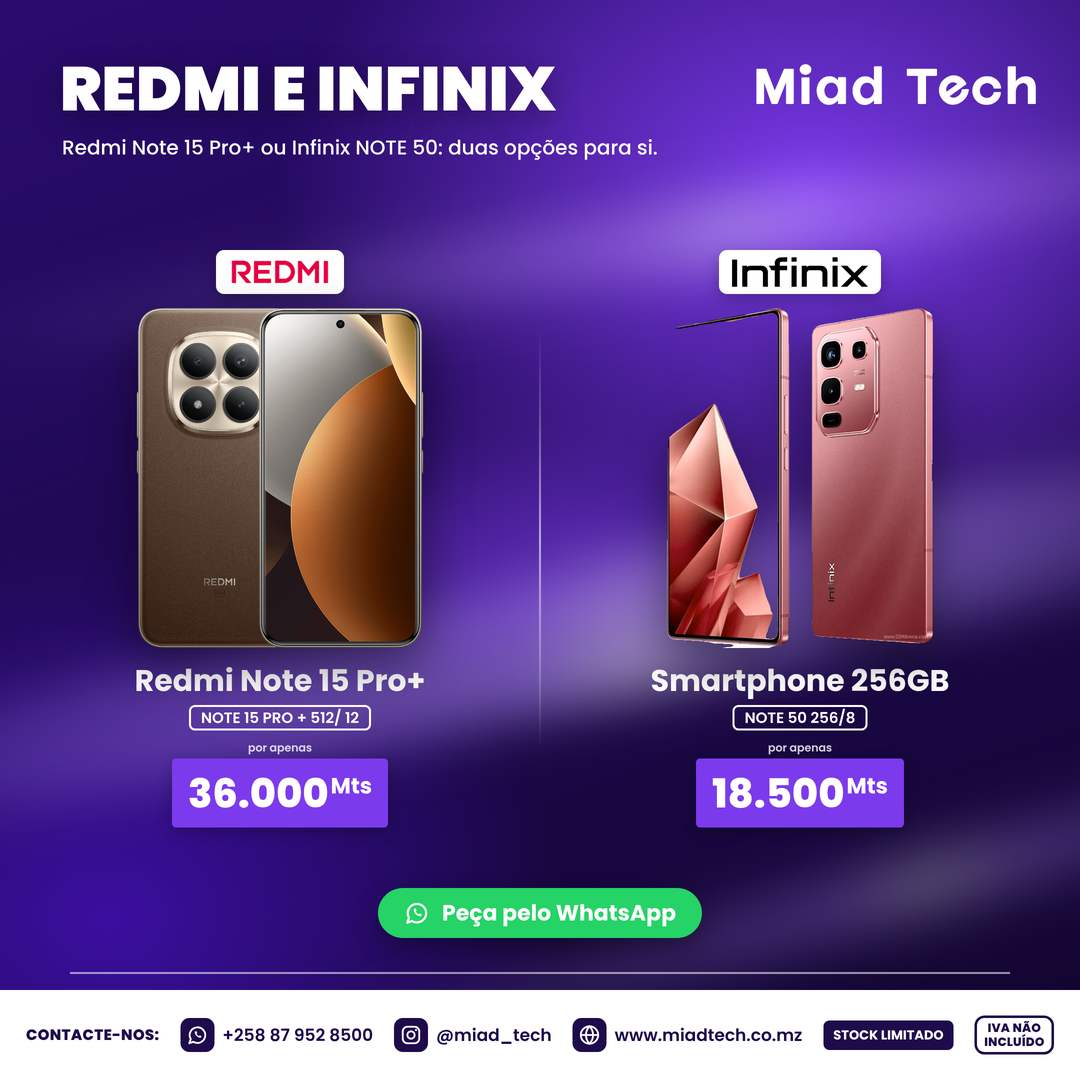 REDMI E INFINIX
Miad Tech
Redmi Note 15 Pro+ ou Infinix NOTE 50: duas opções para si.
REDMI
Infinix
REDMI
Infinix
Redmi Note 15 Pro+
NOTE 15 PRO + 512/ 12
por apenas
36.000Mts
Smartphone 256GB
NOTE 50 256/8
por apenas
18.500Mts
Peça pelo WhatsApp
CONTACTE-NOS:
+258 87 952 8500
@miad_tech
www.miadtech.co.mz
STOCK LIMITADO
IVA NÃO
INCLUÍDO